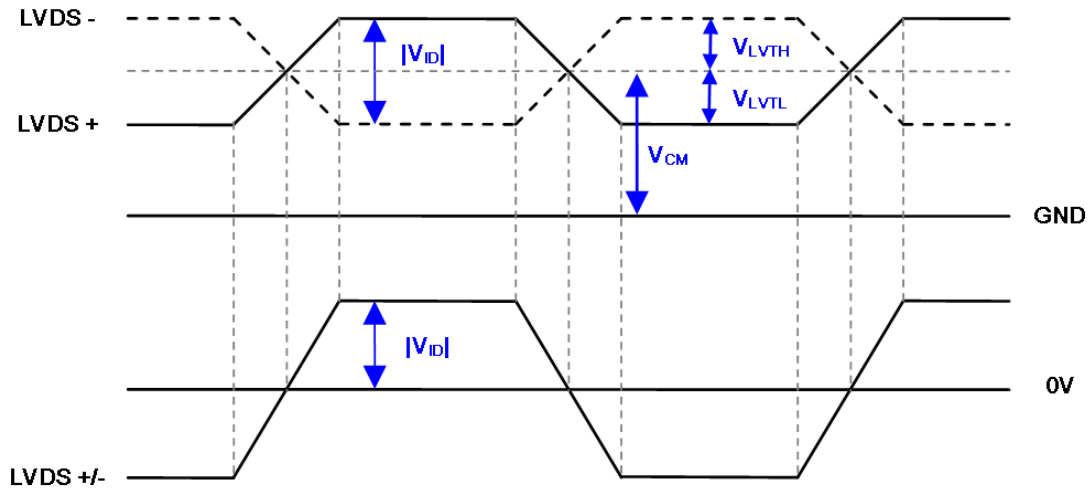 LVDS -
|VID|
VLVTH
VLVTL
LVDS +
VCM
GND
|VID|
0V
LVDS +/-